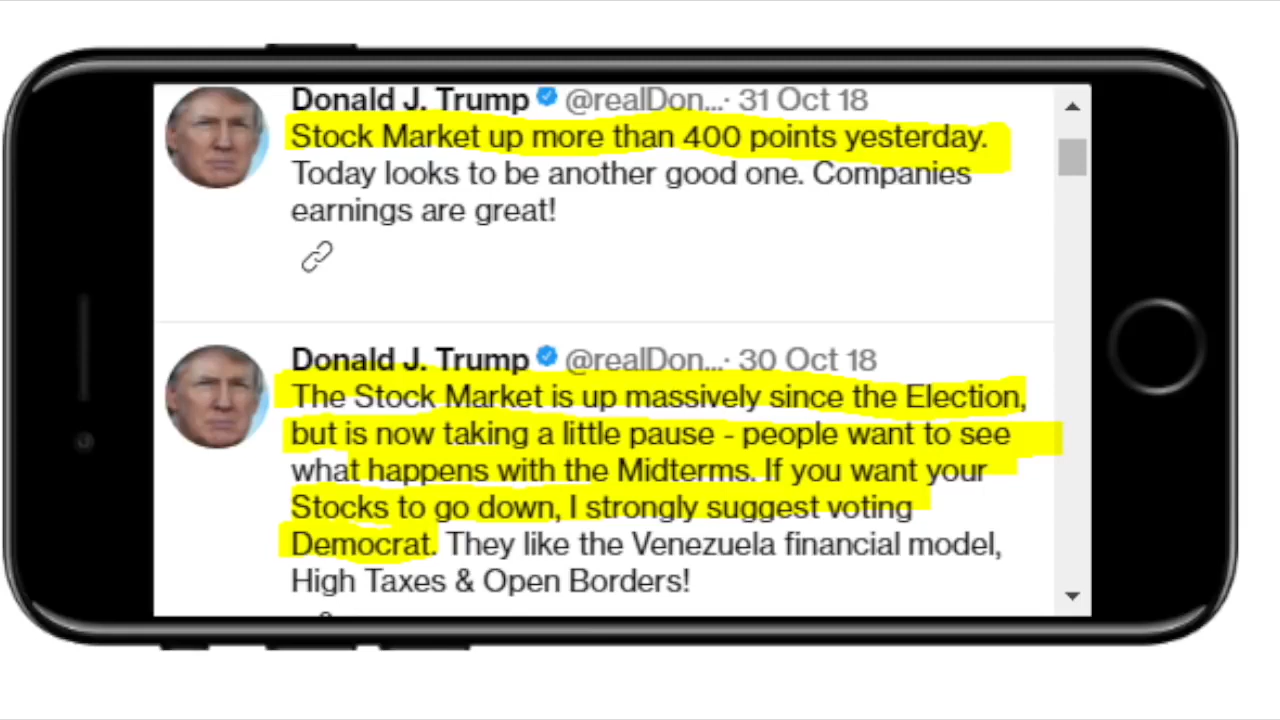 Donald J. Trump @realDon...· 31 Oct 18
Stock Market up more than 400 points yesterday.
Today looks to be another good one. Companies
earnings are great!
Donald J. Trump @realDon...· 30 Oct 18
The Stock Market is up massively since the Election,
but is now taking a little pause - people want to see
what happens with the Midterms. If you want your
Stocks to go down, I strongly suggest voting
Democrat. They like the Venezuela financial model,
High Taxes & Open Borders!